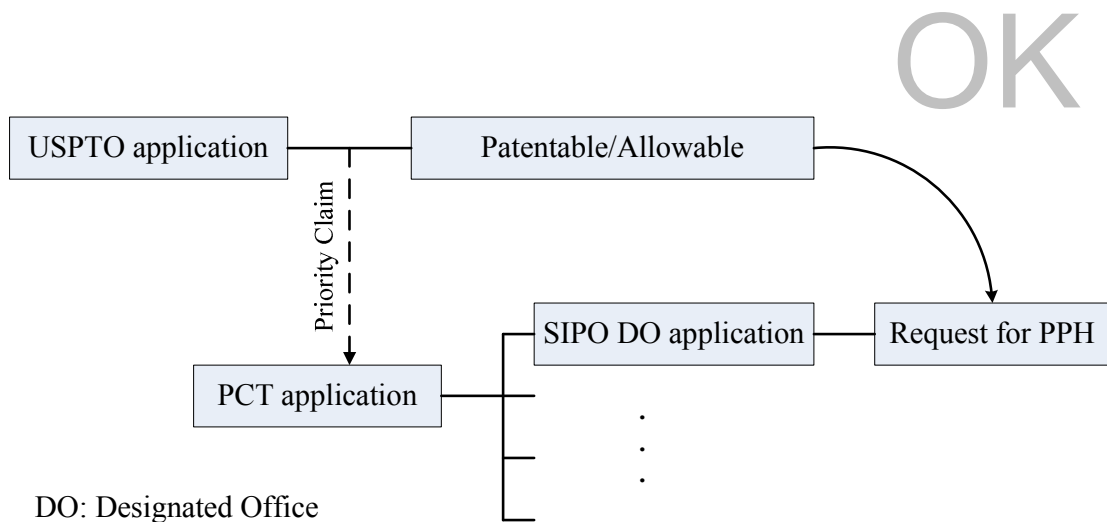 OK
USPTO application
Patentable/Allowable
Priority Claim
SIPO DO application
Request for PPH
PCT application
DO: Designated Office